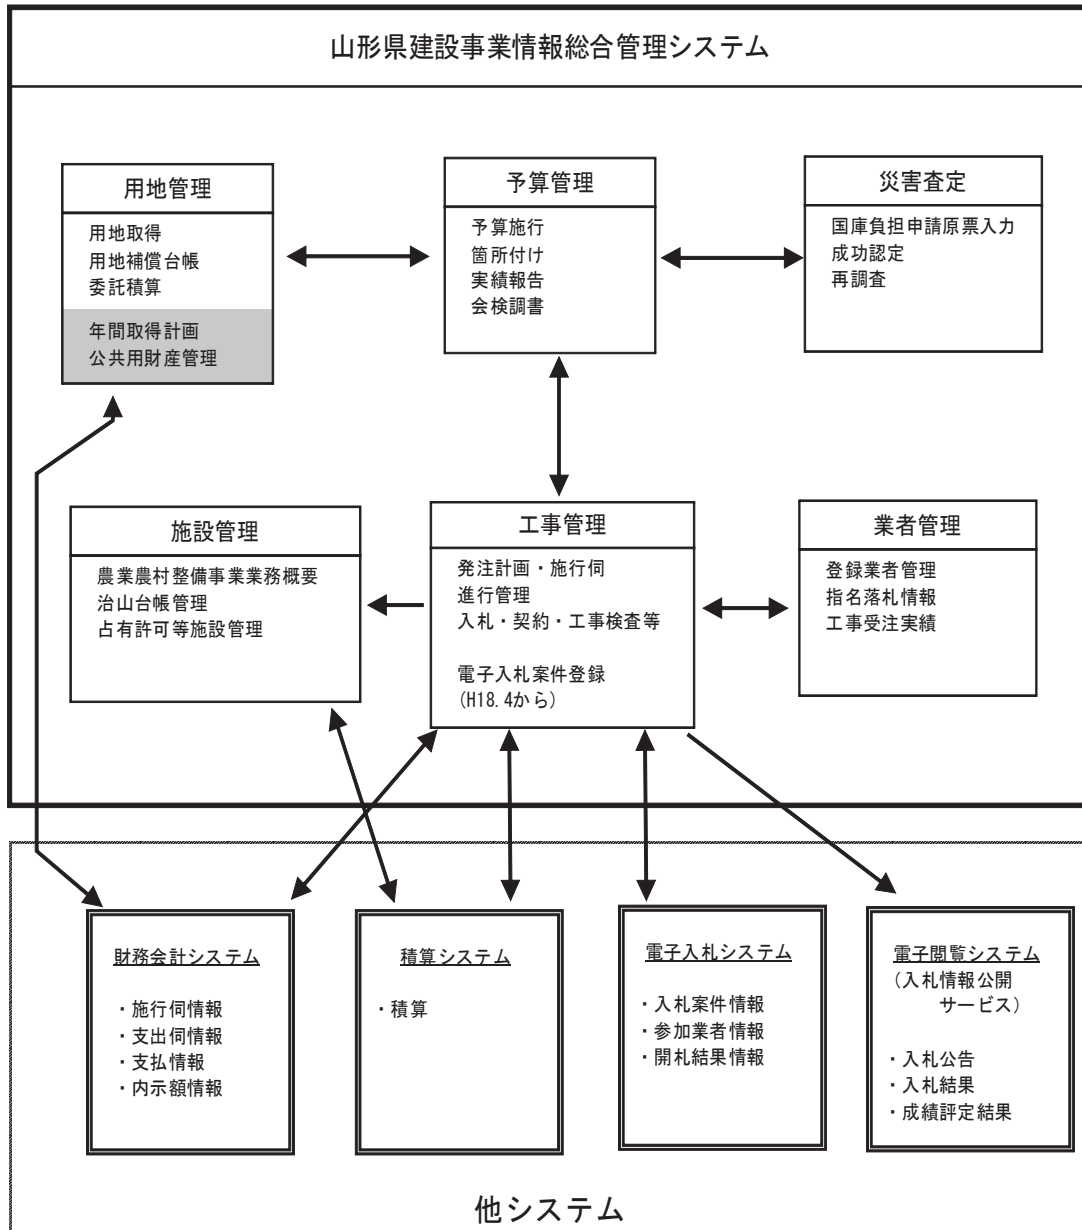 山形県建設事業情報総合管理システム
用地管理
用地取得
用地補償台帳
委託積算
年間取得計画
公共用財産管理
予算管理
予算施行
箇所付け
実績報告
会検調書
災害査定
国庫負担申請原票入力
成功認定
再調査
施設管理
農業農村整備事業業務概要
治山台帳管理
占有許可等施設管理
工事管理
発注計画・施行伺
進行管理
入札・契約・工事検査等
電子入札案件登録
(H18.4から)
業者管理
登録業者管理
指名落札情報
工事受注実績
財務会計システム
・施行伺情報
・支出伺情報
・支払情報
・内示額情報
積算システム
・積算
電子入札システム
・入札案件情報
・参加業者情報
・開札結果情報
電子閲覧システム
(入札情報公開
サービス)
・入札公告
・入札結果
・成績評定結果
他システム